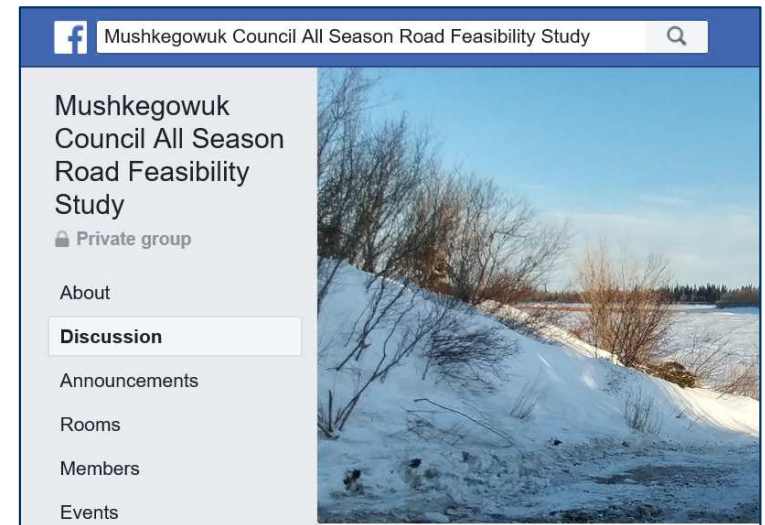 Mushkegowuk Council All Season Road Feasibility Study
Mushkegowuk
Council All Season
Road Feasibility
Study
Private group
About
Discussion
Announcements
Rooms
Members
Events